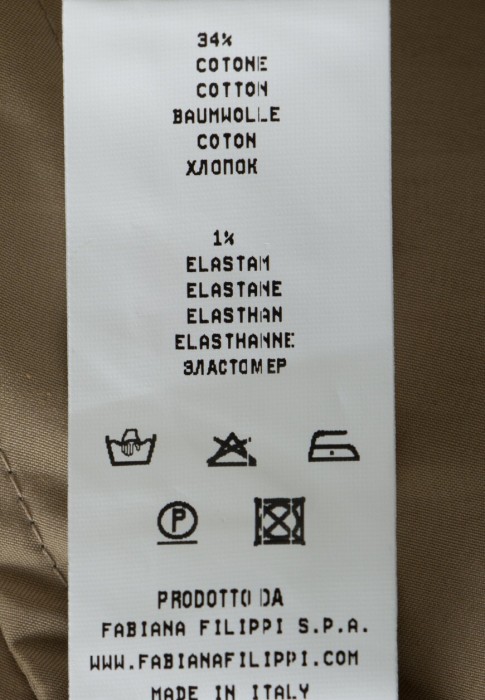 34%
COTONE
COTTON
BAUMWOLLE
COTON
ХЛОПОК
1%
ELASTAM
ELASTANE
ELASTHAN
ELASTHANNE
ЭЛАСТОМЕР
P
PRODOTTO DA
FABIANA FILIPPI S.P.A.
WWW.FABIANAFILIPPI.COM
MADE IN ITALY